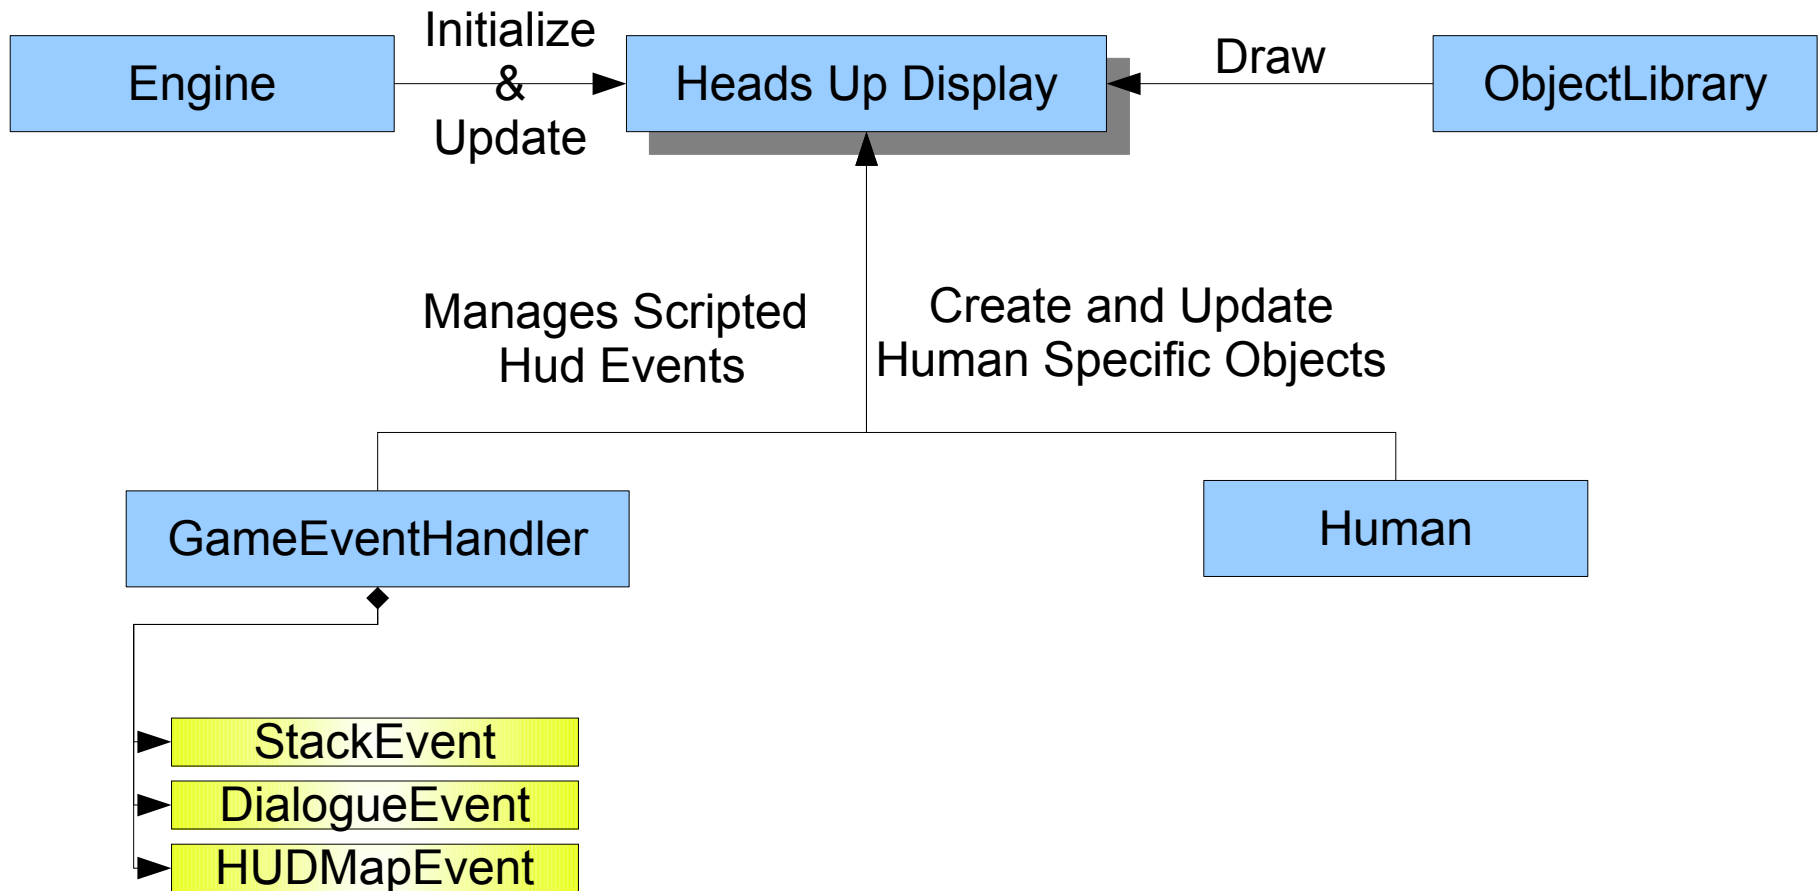 Engine
Initialize
&
Update
Heads Up Display
Draw
ObjectLibrary
Manages Scripted
Hud Events
Create and Update
Human Specific Objects
GameEventHandler
Human
StackEvent
DialogueEvent
HUDMapEvent